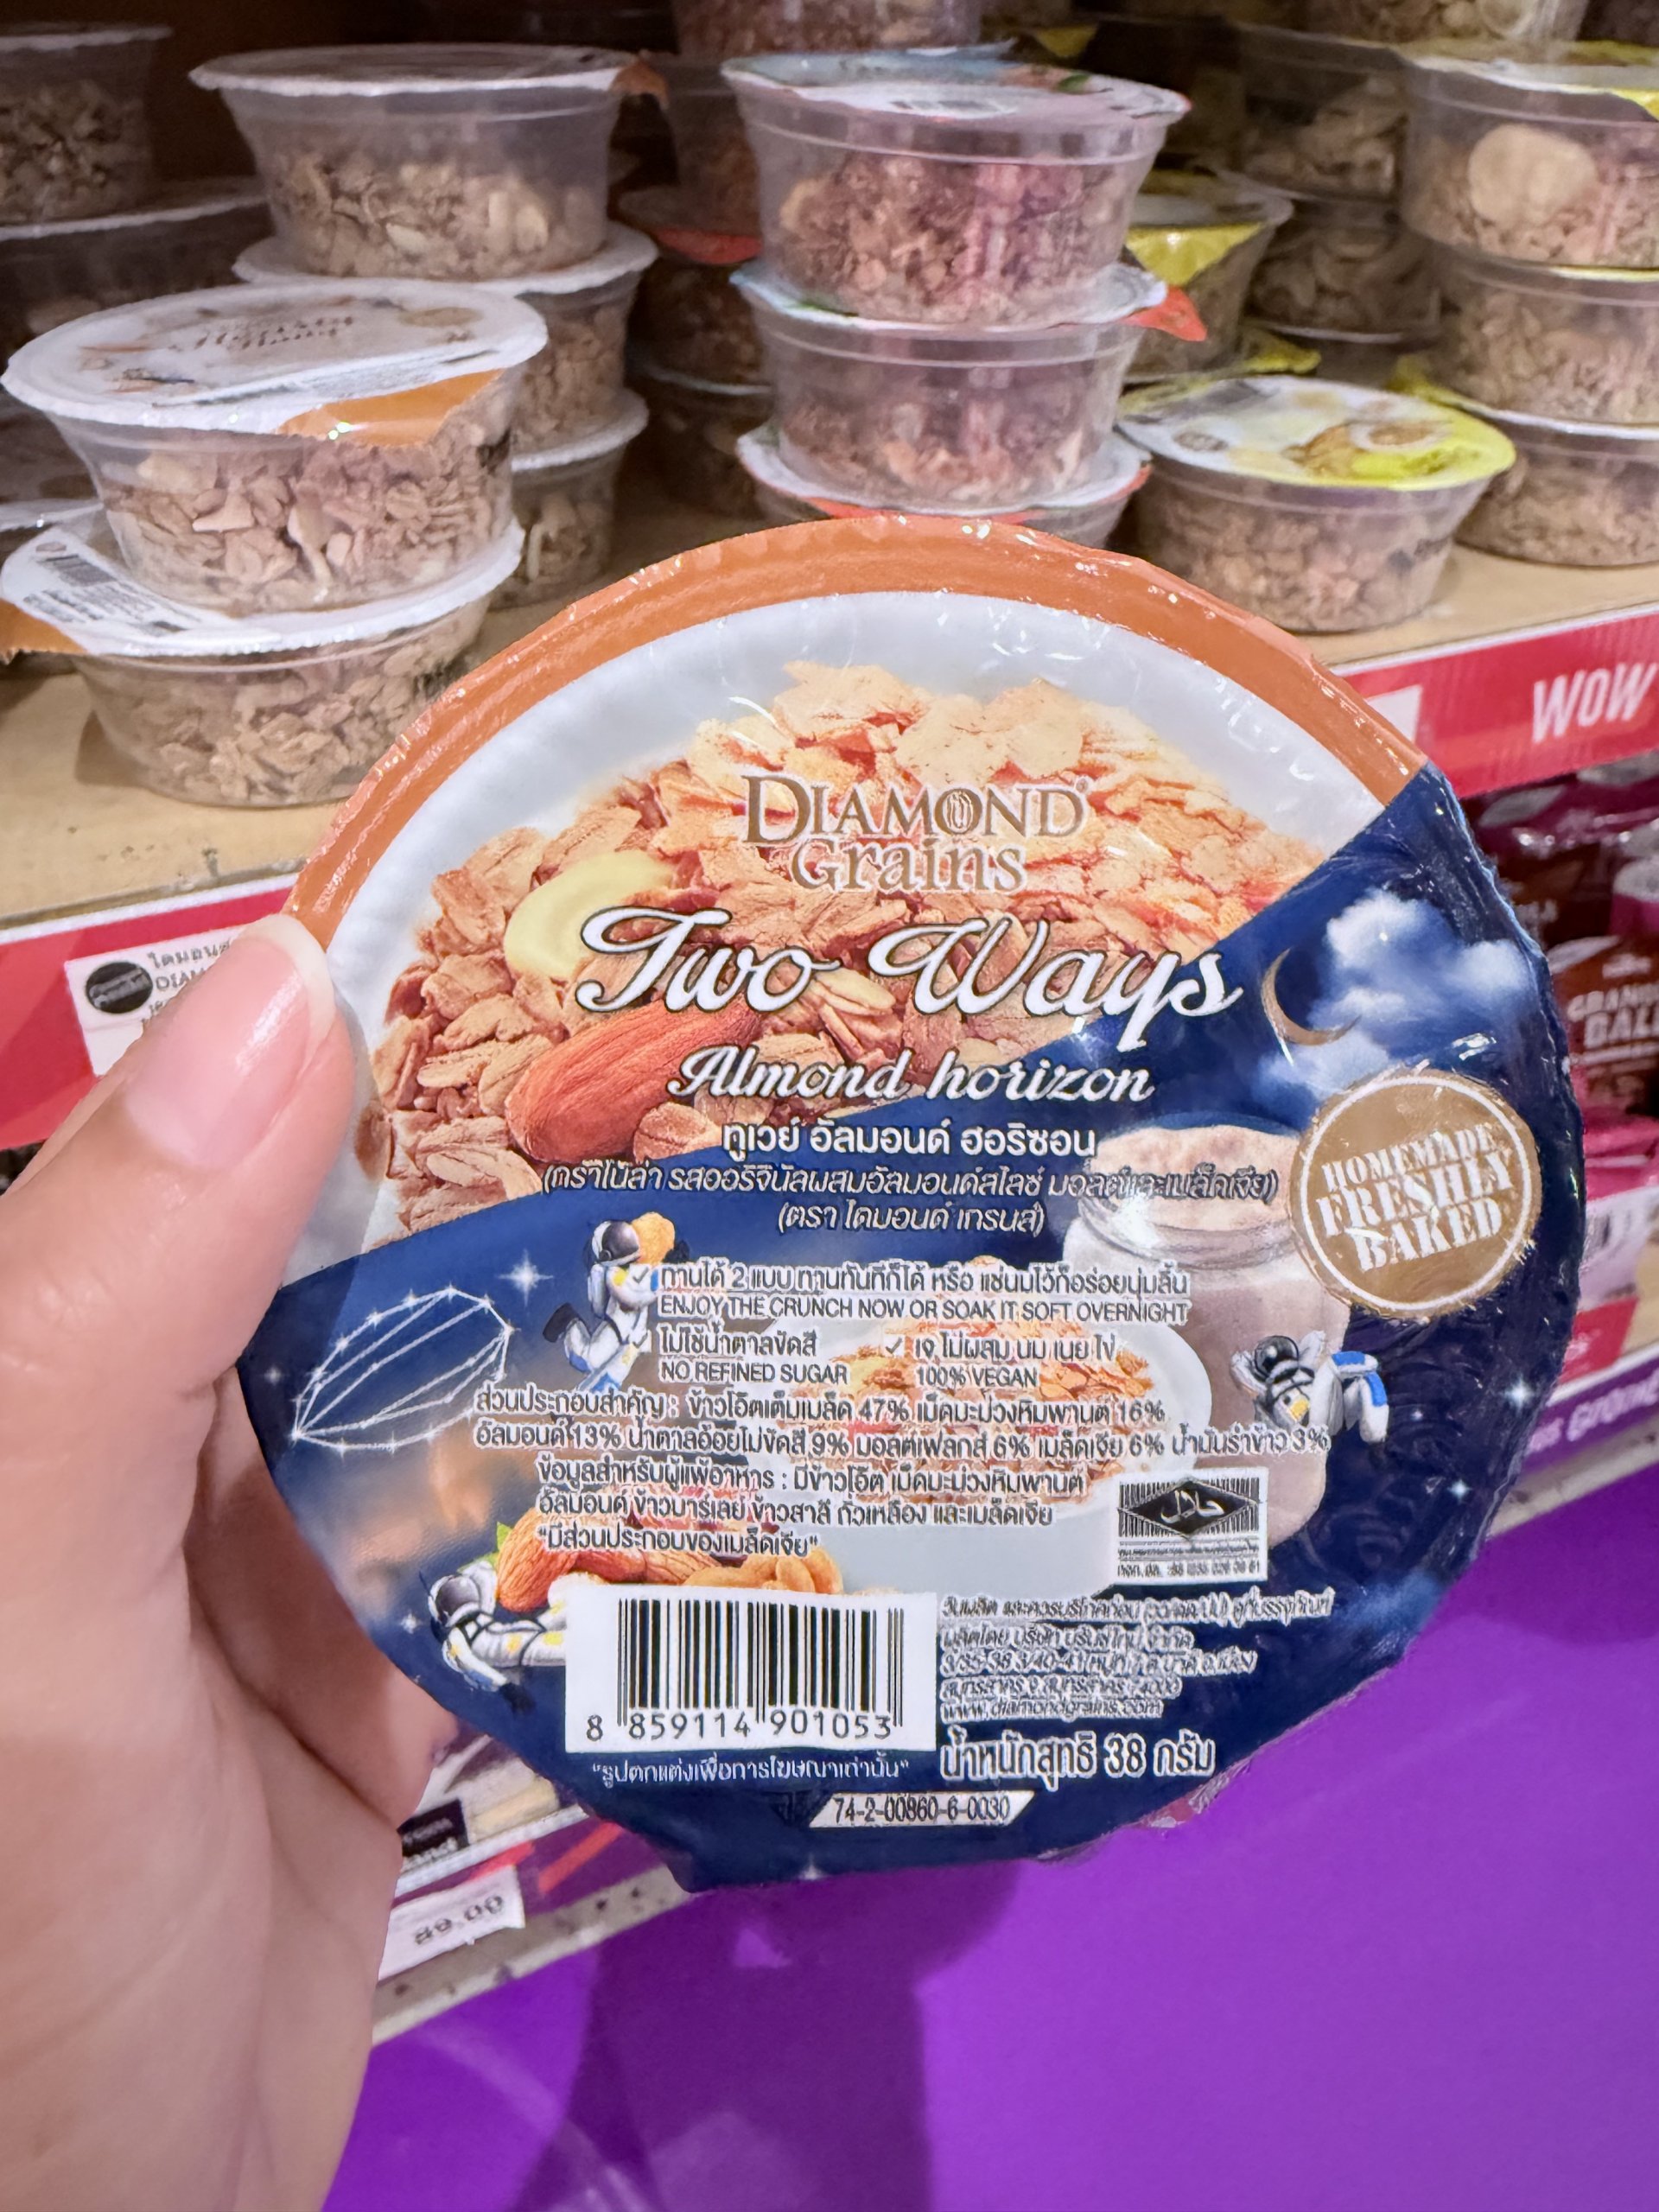 WOW
DIAMOND
Grains
Two Ways
Almond horizon
ทูเวย์ อัลมอนด์ ฮอริซอน
(กราโนล่า รสออริจินัลผสมอัลมอนด์สไลซ์ มอลต์และเมล็ดเจีย)
(ตรา ไดมอนด์ เกรนส์)
HOMEMADE
FRESHLY
BAKED
ทานได้ 2 แบบ ทานทันทีก็ได้ หรือ แช่นมไว้ก็อร่อยนุ่มลิ้น
ENJOY THE CRUNCH NOW OR SOAK IT SOFT OVERNIGHT
ไม่ใช้น้ำตาลขัดสี ✓ เจ ไม่ผสม นม เนย ไข่
NO REFINED SUGAR 100% VEGAN
ส่วนประกอบสำคัญ : ข้าวโอ๊ตเต็มเมล็ด 47% เม็ดมะม่วงหิมพานต์ 16%
อัลมอนด์ 13% น้ำตาลอ้อยไม่ขัดสี 9% มอลต์เฟลกส์ 6% เมล็ดเจีย 6% น้ำมันรำข้าว 3%
ข้อมูลสำหรับผู้แพ้อาหาร : มีข้าวโอ๊ต เม็ดมะม่วงหิมพานต์
อัลมอนด์ ข้าวบาร์เลย์ ข้าวสาลี ถั่วเหลือง และเมล็ดเจีย
"มีส่วนประกอบของเมล็ดเจีย"
حلال
8 859114 901053
www.diamondgrains.com
"รูปตกแต่งเพื่อการโฆษณาเท่านั้น"
น้ำหนักสุทธิ 38 กรัม
74-2-00860-6-0030